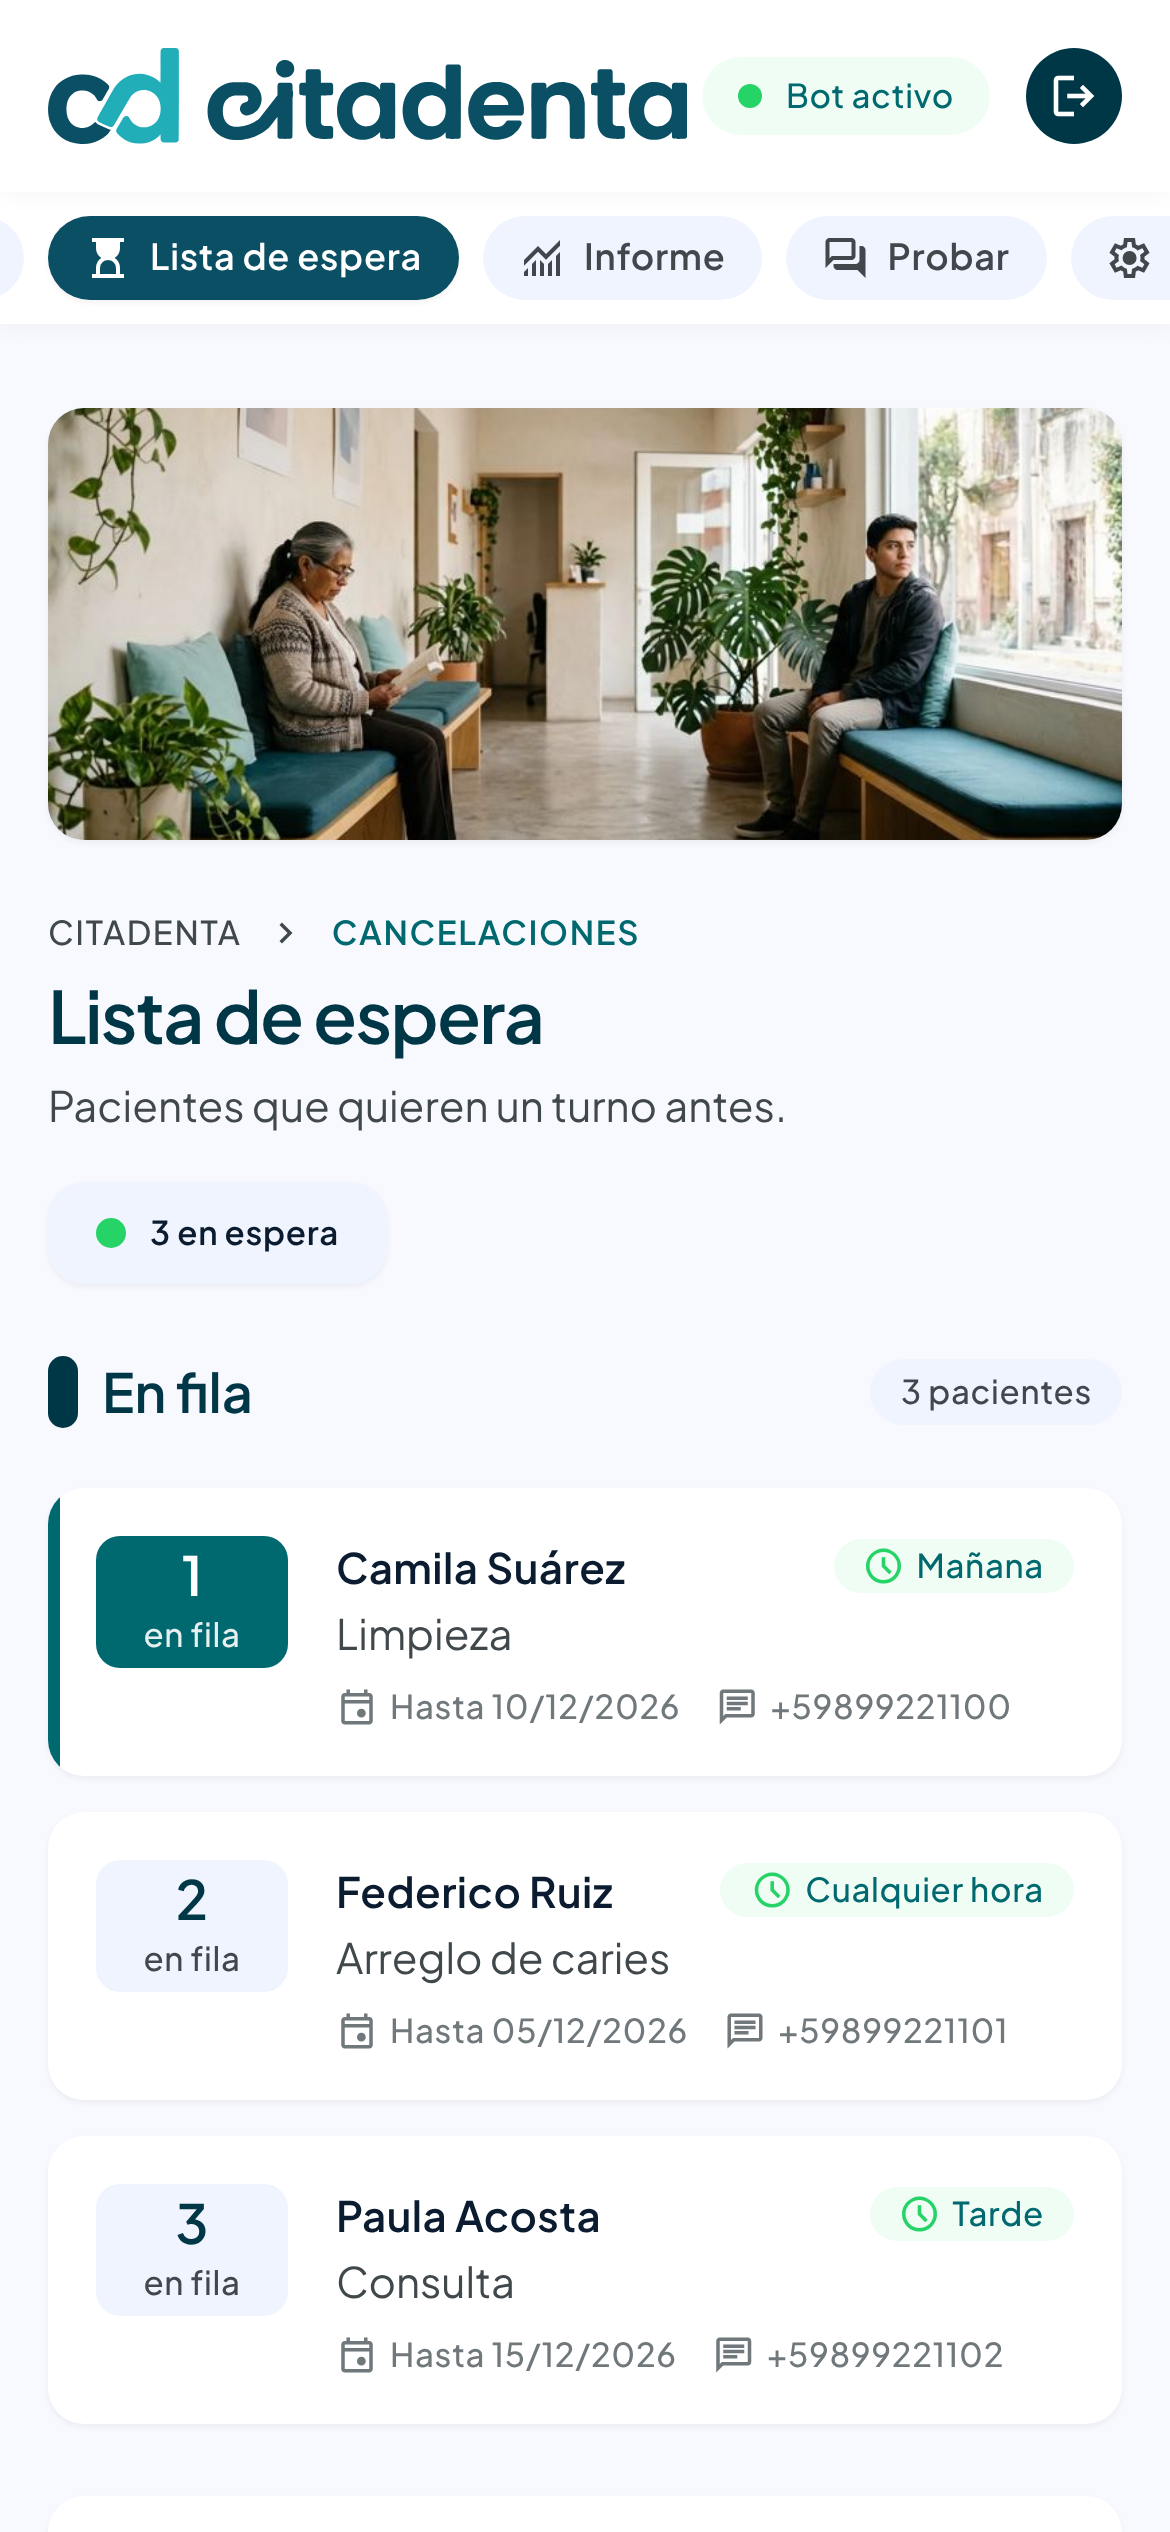 cd citadenta
Bot activo
Lista de espera
Informe
Probar
CITADENTA > CANCELACIONES
Lista de espera
Pacientes que quieren un turno antes.
3 en espera
En fila
3 pacientes
1
en fila
Camila Suárez
Mañana
Limpieza
Hasta 10/12/2026
+59899221100
2
en fila
Federico Ruiz
Cualquier hora
Arreglo de caries
Hasta 05/12/2026
+59899221101
3
en fila
Paula Acosta
Tarde
Consulta
Hasta 15/12/2026
+59899221102